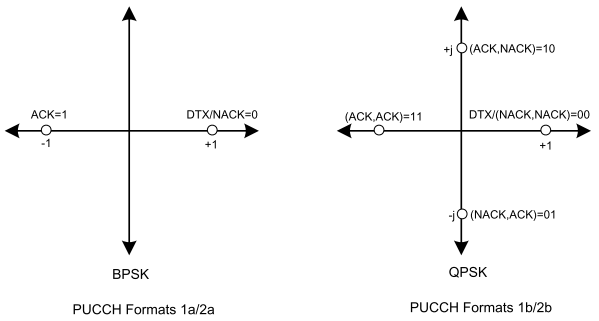 ACK=1
DTX/NACK=0
-1
+1
BPSK
PUCCH Formats 1a/2a
+j
(ACK,NACK)=10
(ACK,ACK)=11
DTX/(NACK,NACK)=00
+1
-j
(NACK,ACK)=01
QPSK
PUCCH Formats 1b/2b